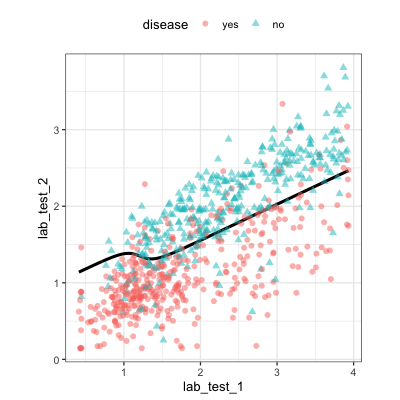 disease yes no
3
2
1
0
lab_test_2
1 2 3 4
lab_test_1